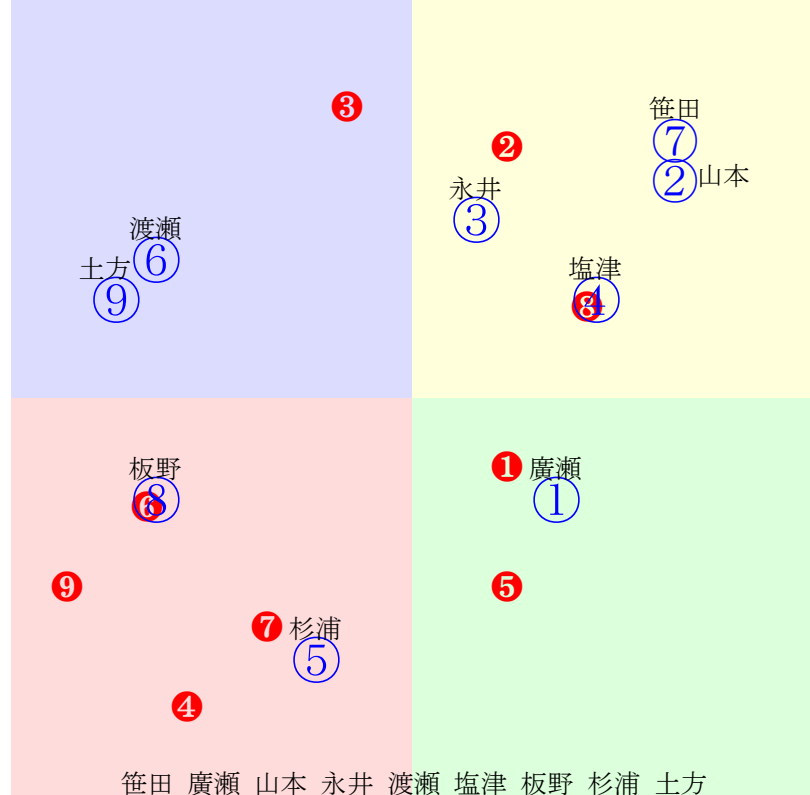 ❸
笹田
❷
⑦
②山本
永井
③
渡瀬
⑥
土方
⑨
塩津
❽④
板野
❻⑧
❶廣瀬
①
❾
❺
❼杉浦
⑤
❹
笹田 廣瀬 山本 永井 渡瀬 塩津 板野 杉浦 土方